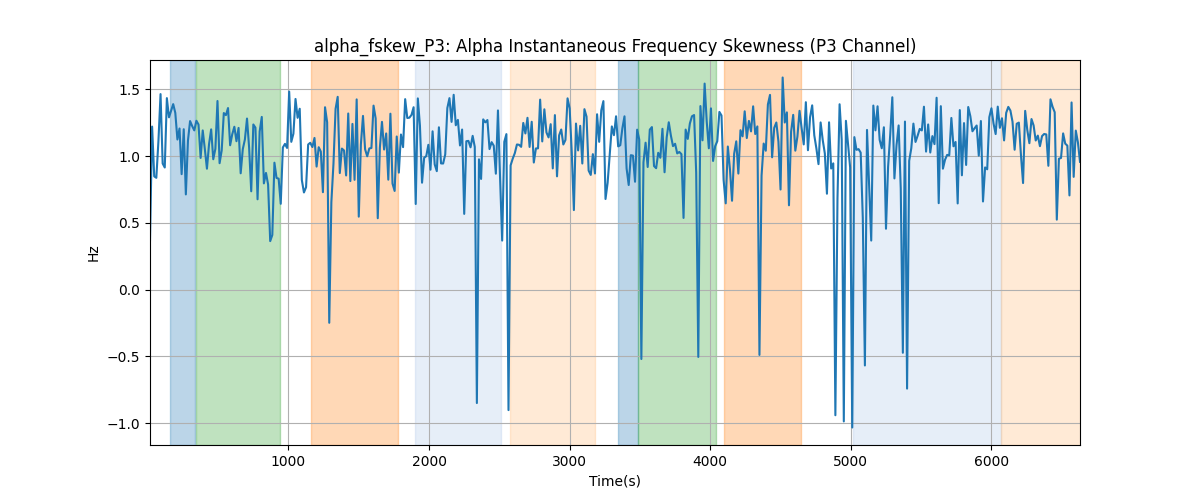 alpha_fskew_P3: Alpha Instantaneous Frequency Skewness (P3 Channel)
1.5
1.0
0.5
0.0
−0.5
−1.0
Hz
1000 2000 3000 4000 5000 6000
Time(s)